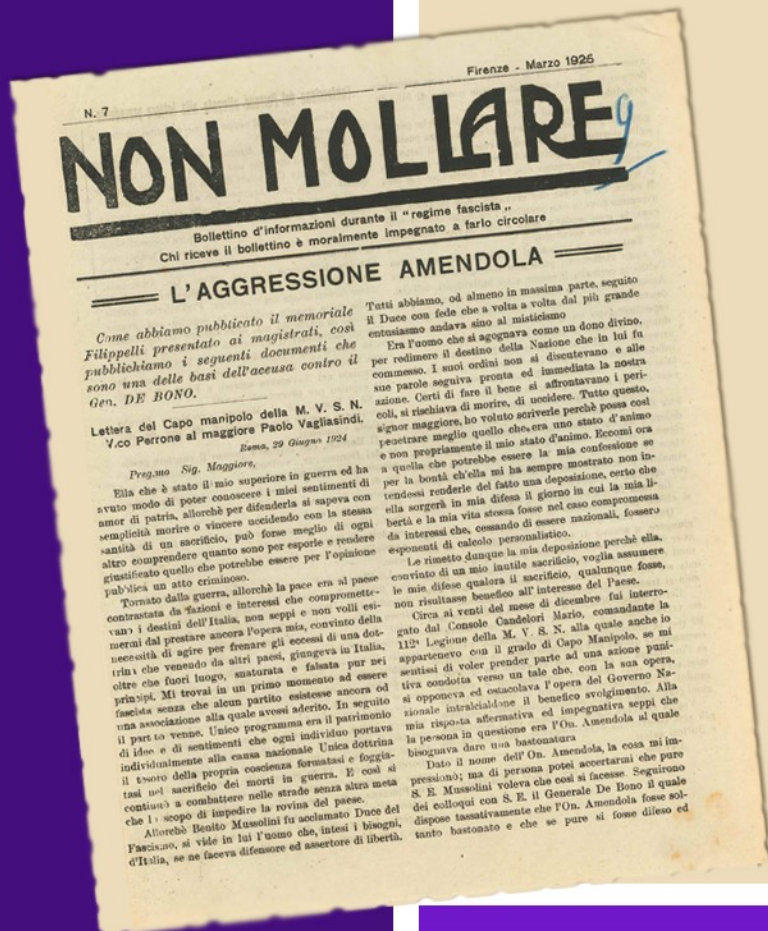 Firenze - Marzo 1925
N. 7
NON MOLLARE
9
Bollettino d'informazioni durante il "regime fascista „
Chi riceve il bollettino è moralmente impegnato a farlo circolare
L'AGGRESSIONE AMENDOLA
Come abbiamo pubbticato il memoriale
Filippelli presentato ai magistrati, così
pubblichiamo i seguenti documenti che
sono una delle basi dell'accusa contro il
Gen. DE BONO.
Lettera del Capo manipolo della M. V. S. N.
V.co Perrone al maggiore Paolo Vagliasindi.
Roma, 29 Giugno 1924
Preg.mo Sig. Maggiore,
Ella che è stato il mio superiore in guerra ed ha
avuto modo di poter conoscere i miei sentimenti di
amor di patria, allorchè per difenderla si sapeva con
semplicità morire o vincere uccidendo con la stessa
santità di un sacrificio, può forse meglio di ogni
altro comprendere quanto sono per esporle e rendere
giustificato quello che potrebbe essere per l'opinione
pubblica un atto criminoso.
Tornato dalla guerra, allorchè la pace era al paese
contrastata da fazioni e interessi che compromette-
vano i destini dell'Italia, non seppi e non volli esi-
mermi dal prestare ancora l'opera mia, convinto della
necessità di agire per frenare gli eccessi di una dot-
trina che venendo da altri paesi, giungeva in Italia,
oltre che fuori luogo, snaturata e falsata pur nei
principi. Mi trovai in un primo momento ad essere
fascista senza che alcun partito esistesse ancora od
una associazione alla quale avessi aderito. In seguito
il partito venne. Unico programma era il patrimonio
di idee e di sentimenti che ogni individuo portava
individualmente alla causa nazionale Unica dottrina
il tesoro della propria coscienza formatasi e foggia-
tasi nel sacrificio dei morti in guerra. E così si
continuò a combattere nelle strade senza altra meta
che lo scopo di impedire la rovina del paese.
Allorchè Benito Mussolini fu acclamato Duce del
Fascismo, si vide in lui l'uomo che, intesi i bisogni,
d'Italia, se ne faceva difensore ed assertore di libertà.
Tutti abbiamo, od almeno in massima parte, seguito
il Duce con fede che a volta a volta dal più grande
entusiasmo andava sino al misticismo
Era l'uomo che si agognava come un dono divino,
per redimere il destino della Nazione che in lui fu
commesso. I suoi ordini non si discutevano e alle
sue parole seguiva pronta ed immediata la nostra
azione. Certi di fare il bene si affrontavano i peri-
coli, si rischiava di morire, di uccidere. Tutto questo,
signor maggiore, ho voluto scriverle perchè possa così
penetrare meglio quello che era uno stato d'animo
e non propriamente il mio stato d'animo. Eccomi ora
a quella che potrebbe essere la mia confessione se
per la bontà ch'ella mi ha sempre mostrato non in-
tendessi renderle del fatto una deposizione, certo che
ella sorgerà in mia difesa il giorno in cui la mia li-
bertà e la mia vita stessa fosse nel caso compromessa
da interessi che, cessando di essere nazionali, fossero
esponenti di calcolo personalistico.
Le rimetto dunque la mia deposizione perchè ella,
convinto di un mio inutile sacrificio, voglia assumere
le mie difese qualora il sacrificio, qualunque fosse,
non risultasse benefico all'interesse del Paese.
Circa ai venti del mese di dicembre fui interro-
gato dal Console Candelori Mario, comandante la
112ª Legione della M. V. S. N. alla quale anche io
appartenevo con il grado di Capo Manipolo, se mi
sentissi di voler prender parte ad una azione puni-
tiva condotta verso un tale che, con la sua opera,
si opponeva ed ostacolava l'opera del Governo Na-
zionale intralciandone il benefico svolgimento. Alla
mia risposta affermativa ed impegnativa seppi che
la persona in questione era l'On. Amendola al quale
bisognava dare una bastonatura
Dato il nome dell'On. Amendola, la cosa mi im-
pressionò; ma di persona potei accertarmi che pure
S. E. Mussolini voleva che così si facesse. Seguirono
dei colloqui con S. E. il Generale De Bono il quale
dispose tassativamente che l'On. Amendola fosse sol-
tanto bastonato e che se pure si fosse difeso ed